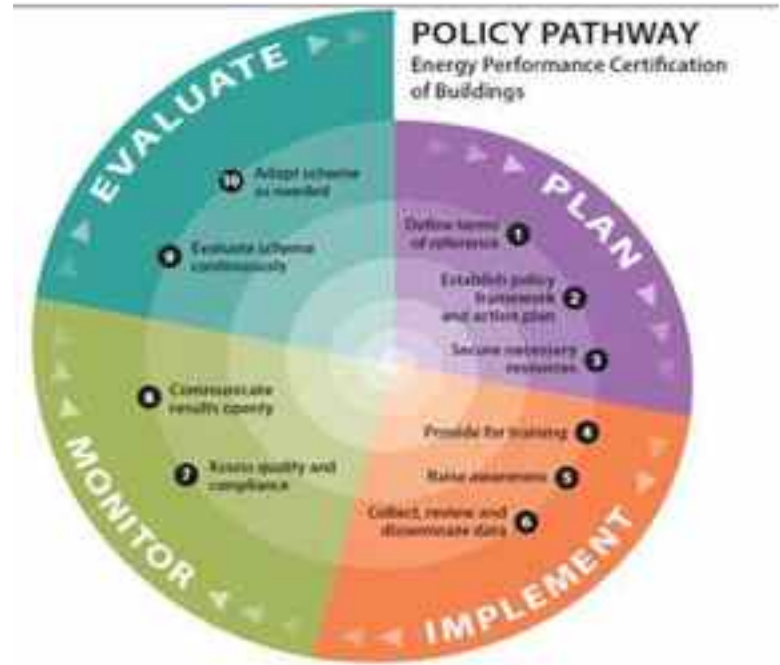 POLICY PATHWAY
Energy Performance Certification
of Buildings
PLAN
1
Define terms
of reference
2
Establish policy
framework
and action plan
3
Secure necessary
resources
IMPLEMENT
4
Provide for training
5
Raise awareness
6
Collect, review and
disseminate data
MONITOR
7
Assess quality and
compliance
8
Communicate
results openly
EVALUATE
9
Evaluate scheme
continuously
10
Adapt scheme
as needed